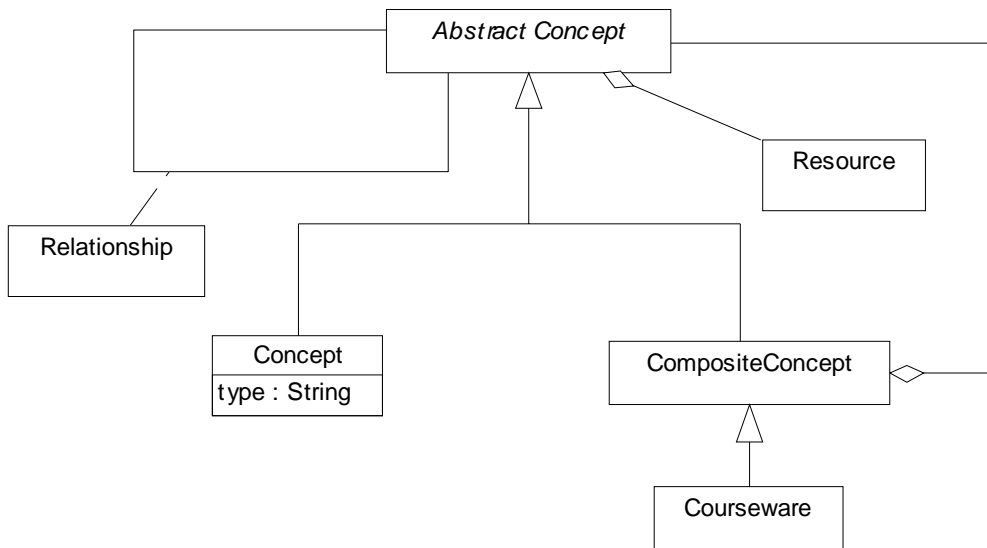 Abstract Concept
Resource
Relationship
Concept
type : String
CompositeConcept
Courseware